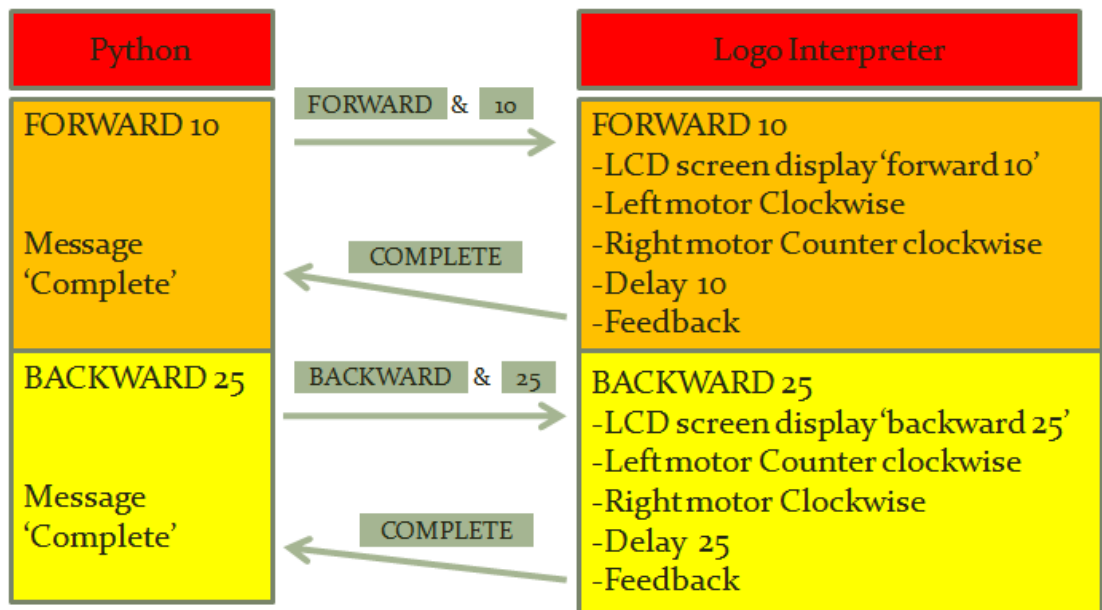 Python
Logo Interpreter
FORWARD 10
Message
‘Complete’
FORWARD & 10
COMPLETE
FORWARD 10
-LCD screen display ‘forward 10’
-Left motor Clockwise
-Right motor Counter clockwise
-Delay 10
-Feedback
BACKWARD 25
Message
‘Complete’
BACKWARD & 25
COMPLETE
BACKWARD 25
-LCD screen display ‘backward 25’
-Left motor Counter clockwise
-Right motor Clockwise
-Delay 25
-Feedback